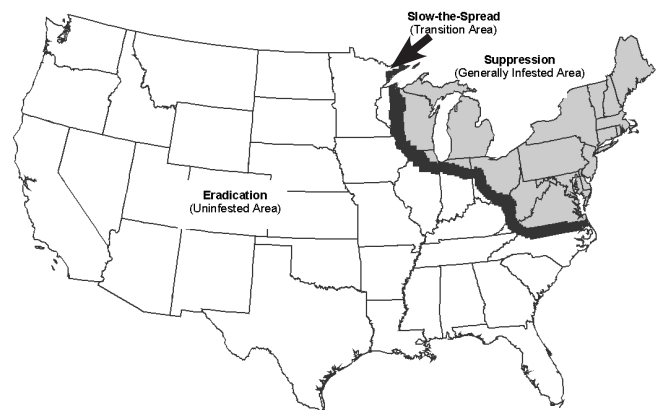 Slow-the-Spread
(Transition Area)
Suppression
(Generally Infested Area)
Eradication
(Uninfested Area)